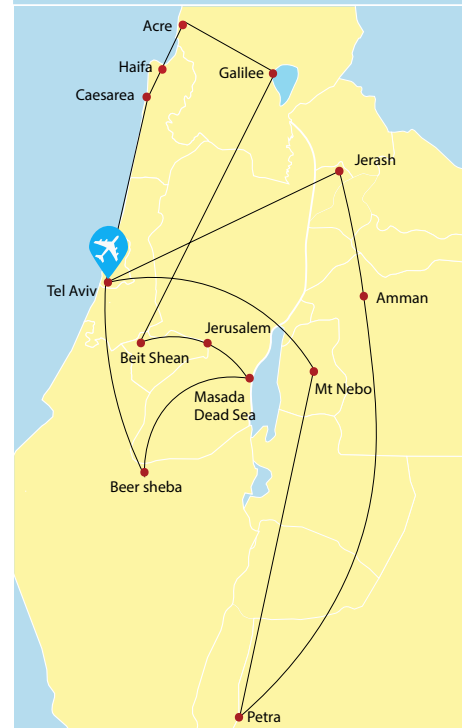 Acre
Haifa
Galilee
Caesarea
Jerash
Tel Aviv
Amman
Jerusalem
Beit Shean
Mt Nebo
Masada
Dead Sea
Beer sheba
Petra